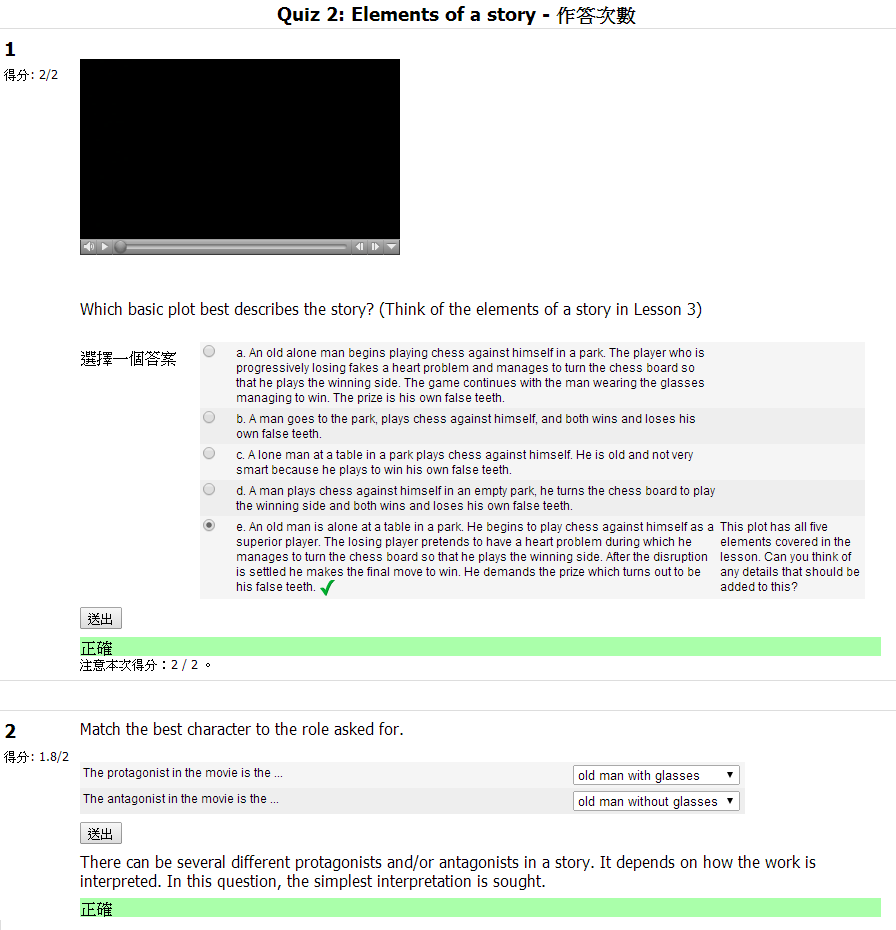 Quiz 2: Elements of a story - 作答次數
1
得分: 2/2
Which basic plot best describes the story? (Think of the elements of a story in Lesson 3)
選擇一個答案
a. An old alone man begins playing chess against himself in a park. The player who is
progressively losing fakes a heart problem and manages to turn the chess board so
that he plays the winning side. The game continues with the man wearing the glasses
managing to win. The prize is his own false teeth.
b. A man goes to the park, plays chess against himself, and both wins and loses his
own false teeth.
c. A lone man at a table in a park plays chess against himself. He is old and not very
smart because he plays to win his own false teeth.
d. A man plays chess against himself in an empty park, he turns the chess board to play
the winning side and both wins and loses his own false teeth.
e. An old man is alone at a table in a park. He begins to play chess against himself as a
superior player. The losing player pretends to have a heart problem during which he
manages to turn the chess board so that he plays the winning side. After the disruption
is settled he makes the final move to win. He demands the prize which turns out to be
his false teeth.
This plot has all five
elements covered in the
lesson. Can you think of
any details that should be
added to this?
送出
正確
注意本次得分：2 / 2 。
2
得分: 1.8/2
Match the best character to the role asked for.
The protagonist in the movie is the ...
old man with glasses
The antagonist in the movie is the ...
old man without glasses
送出
There can be several different protagonists and/or antagonists in a story. It depends on how the work is
interpreted. In this question, the simplest interpretation is sought.
正確